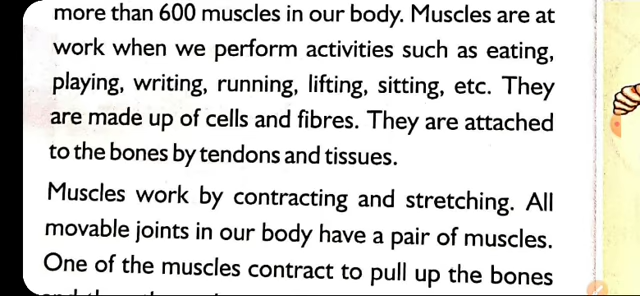 more than 600 muscles in our body. Muscles are at
work when we perform activities such as eating,
playing, writing, running, lifting, sitting, etc. They
are made up of cells and fibres. They are attached
to the bones by tendons and tissues.
Muscles work by contracting and stretching. All
movable joints in our body have a pair of muscles.
One of the muscles contract to pull up the bones